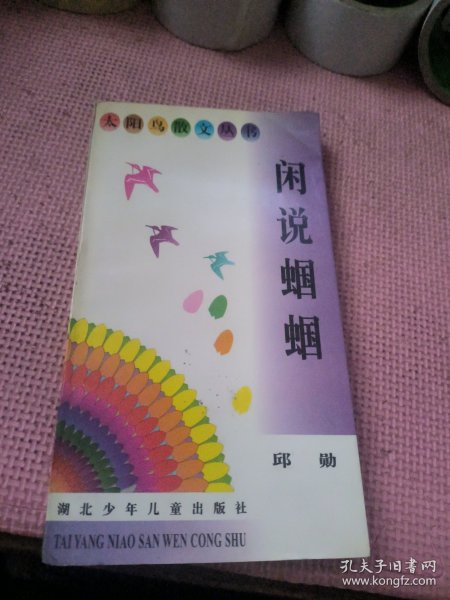 太阳鸟散文丛书
闲说蝈蝈
邱 勋
湖北少年儿童出版社
TAI YANG NIAO SAN WEN CONG SHU
孔夫子旧书网
www.kongfz.com